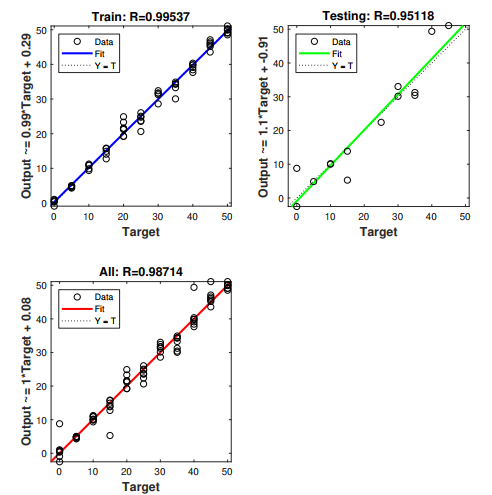 Train: R=0.99537
Output ~= 0.99*Target + 0.29
50
40
30
20
10
0
Data
Fit
Y = T
0 10 20 30 40 50
Target
Testing: R=0.95118
Output ~= 1.1*Target + -0.91
50
40
30
20
10
0
Data
Fit
Y = T
0 10 20 30 40 50
Target
All: R=0.98714
Output ~= 1*Target + 0.08
50
40
30
20
10
0
Data
Fit
Y = T
0 10 20 30 40 50
Target